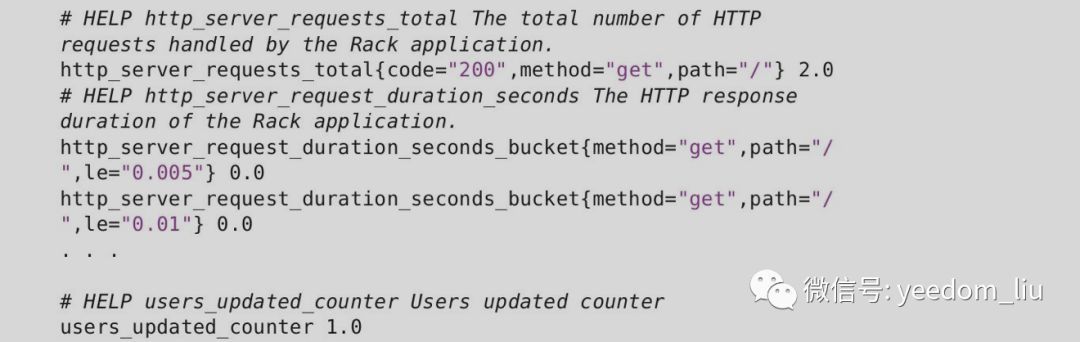 # HELP http_server_requests_total The total number of HTTP
requests handled by the Rack application.
http_server_requests_total{code="200",method="get",path="/"} 2.0
# HELP http_server_request_duration_seconds The HTTP response
duration of the Rack application.
http_server_request_duration_seconds_bucket{method="get",path="/
",le="0.005"} 0.0
http_server_request_duration_seconds_bucket{method="get",path="/
",le="0.01"} 0.0
. . .
# HELP users_updated_counter Users updated counter
users_updated_counter 1.0
微信号: yeedom_liu